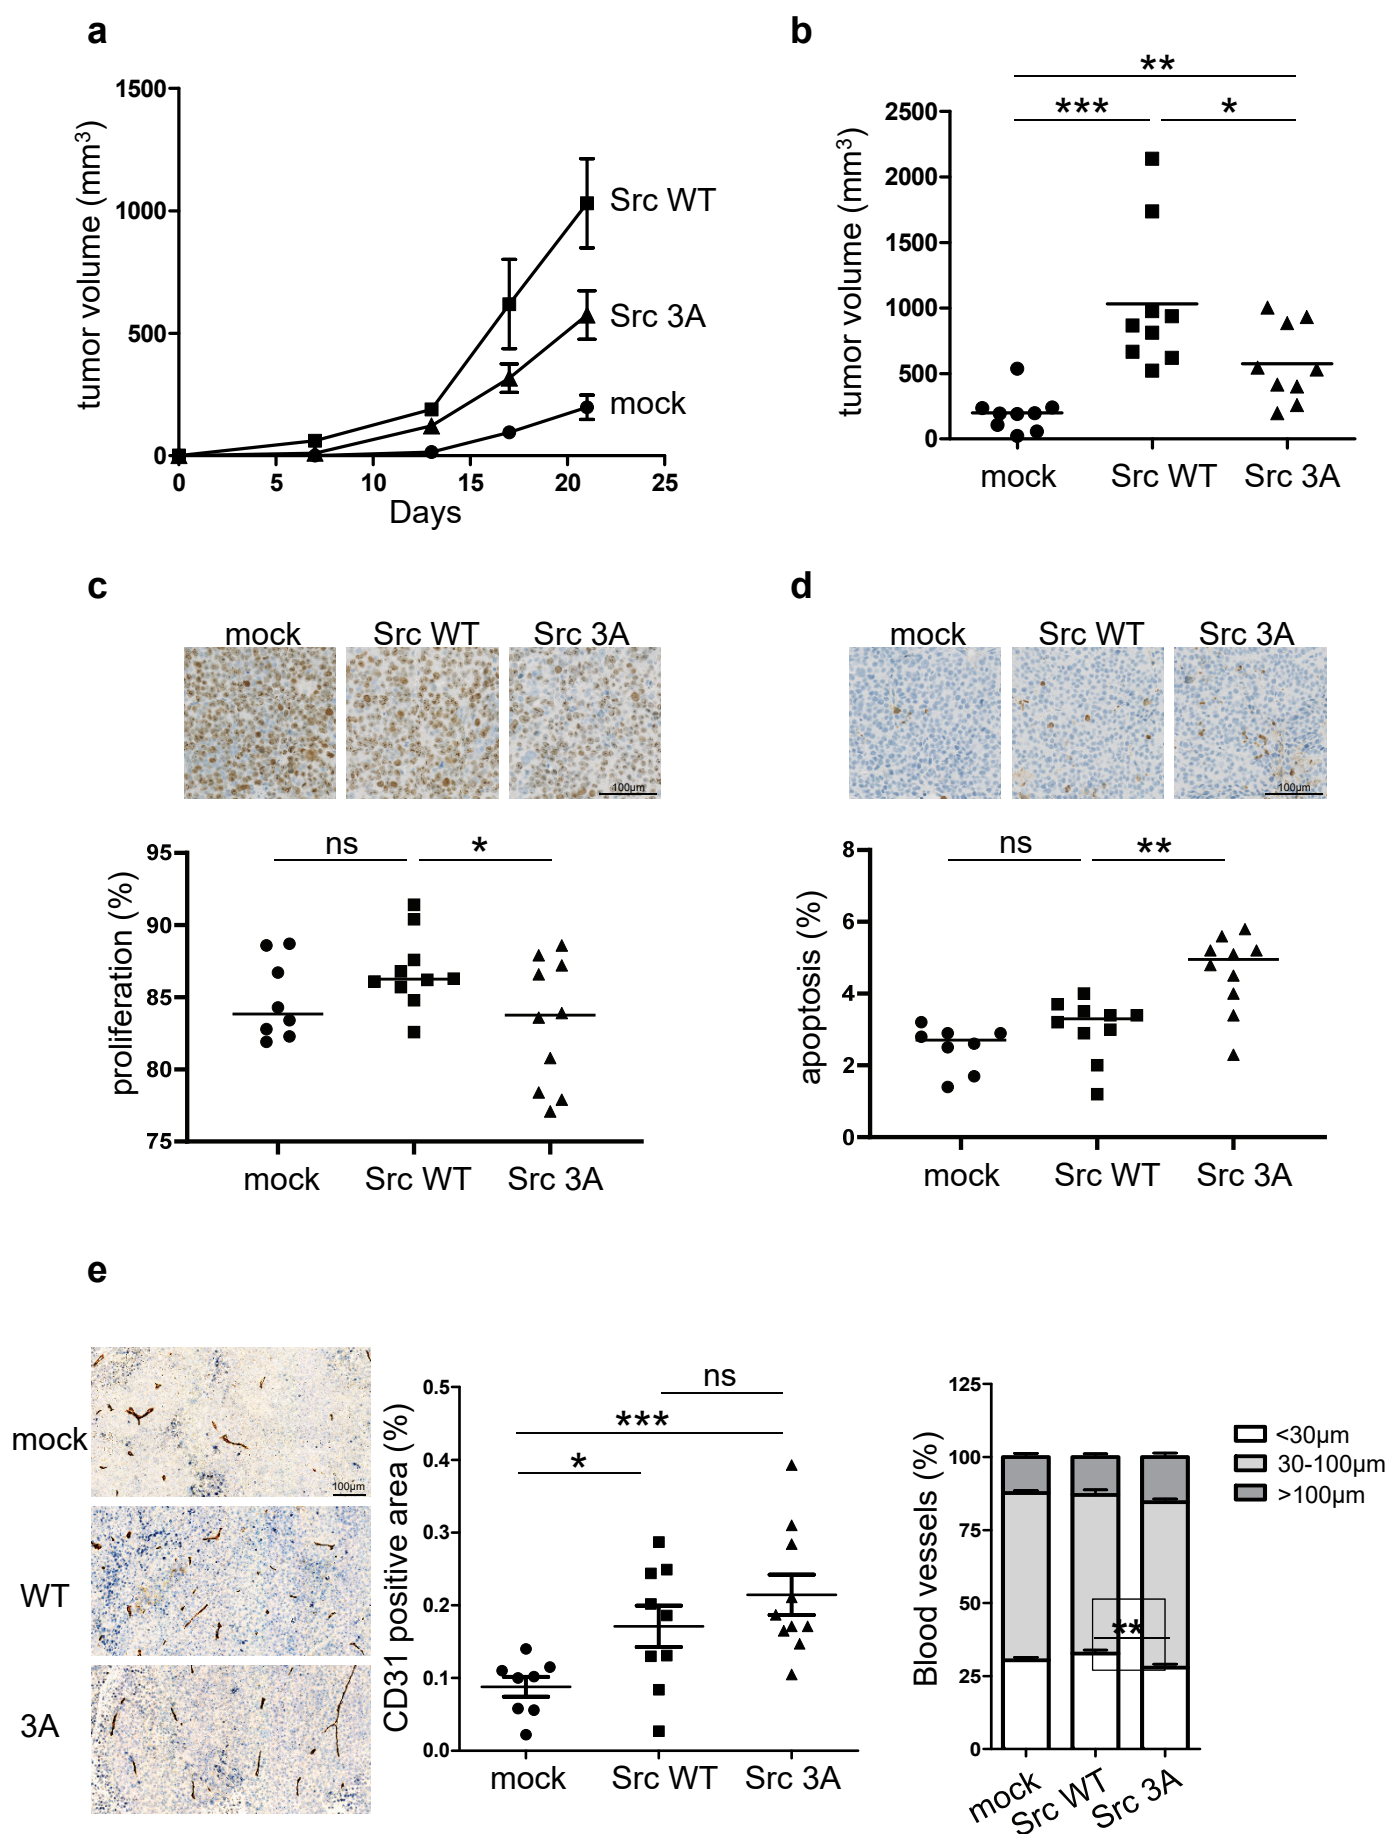 a
1500
1000
500
0
0 5 10 15 20 25
tumor volume (mm³)
Days
Src WT
Src 3A
mock
b
**
*** *
2500
2000
1500
1000
500
0
tumor volume (mm³)
mock Src WT Src 3A
c
mock Src WT Src 3A
100µm
ns *
95
90
85
80
75
proliferation (%)
mock Src WT Src 3A
d
mock Src WT Src 3A
100µm
ns **
8
6
4
2
0
apoptosis (%)
mock Src WT Src 3A
e
mock
100µm
WT
3A
ns
***
*
0.5
0.4
0.3
0.2
0.1
0.0
CD31 positive area (%)
mock Src WT Src 3A
125
100
75
50
25
0
Blood vessels (%)
**
mock Src WT Src 3A
<30µm
30-100µm
>100µm